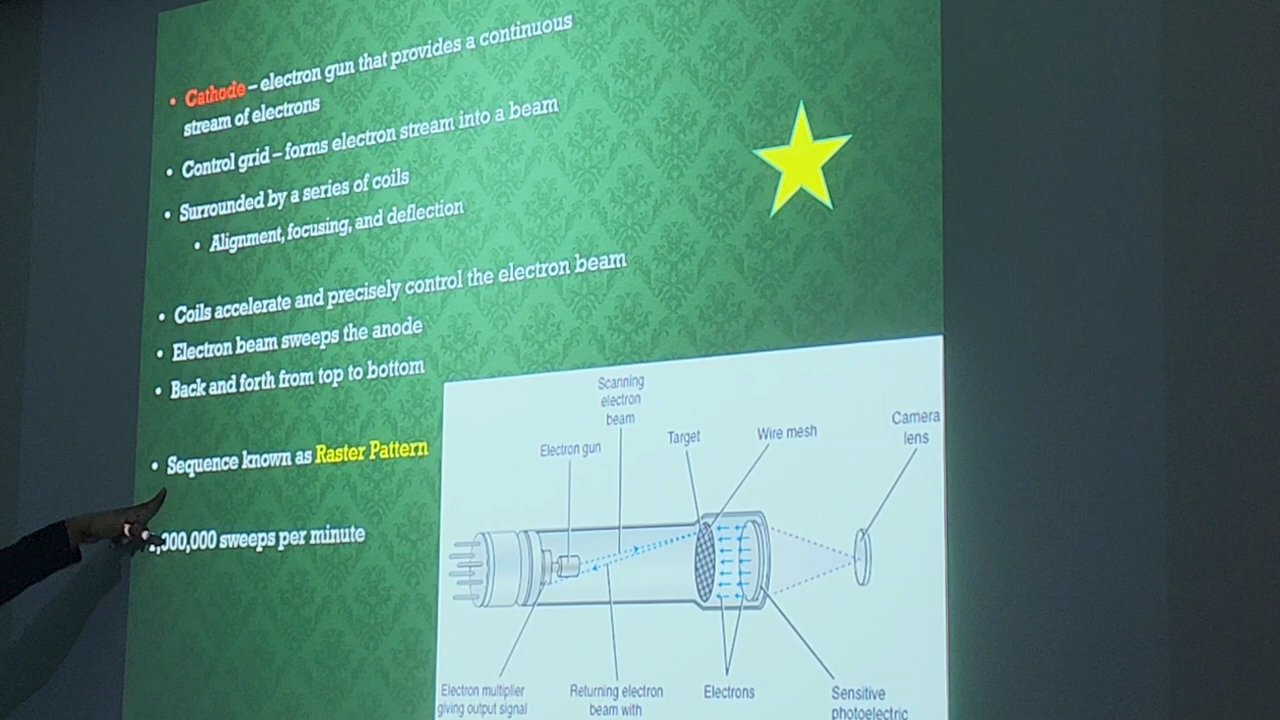 • Cathode – electron gun that provides a continuous
stream of electrons
• Control grid – forms electron stream into a beam
• Surrounded by a series of coils
• Alignment, focusing, and deflection
• Coils accelerate and precisely control the electron beam
• Electron beam sweeps the anode
• Back and forth from top to bottom
• Sequence known as Raster Pattern
,000,000 sweeps per minute
Scanning
electron
beam
Electron gun
Target
Wire mesh
Camera
lens
Electron multiplier
giving output signal
Returning electron
beam with
Electrons
Sensitive
photoelectric